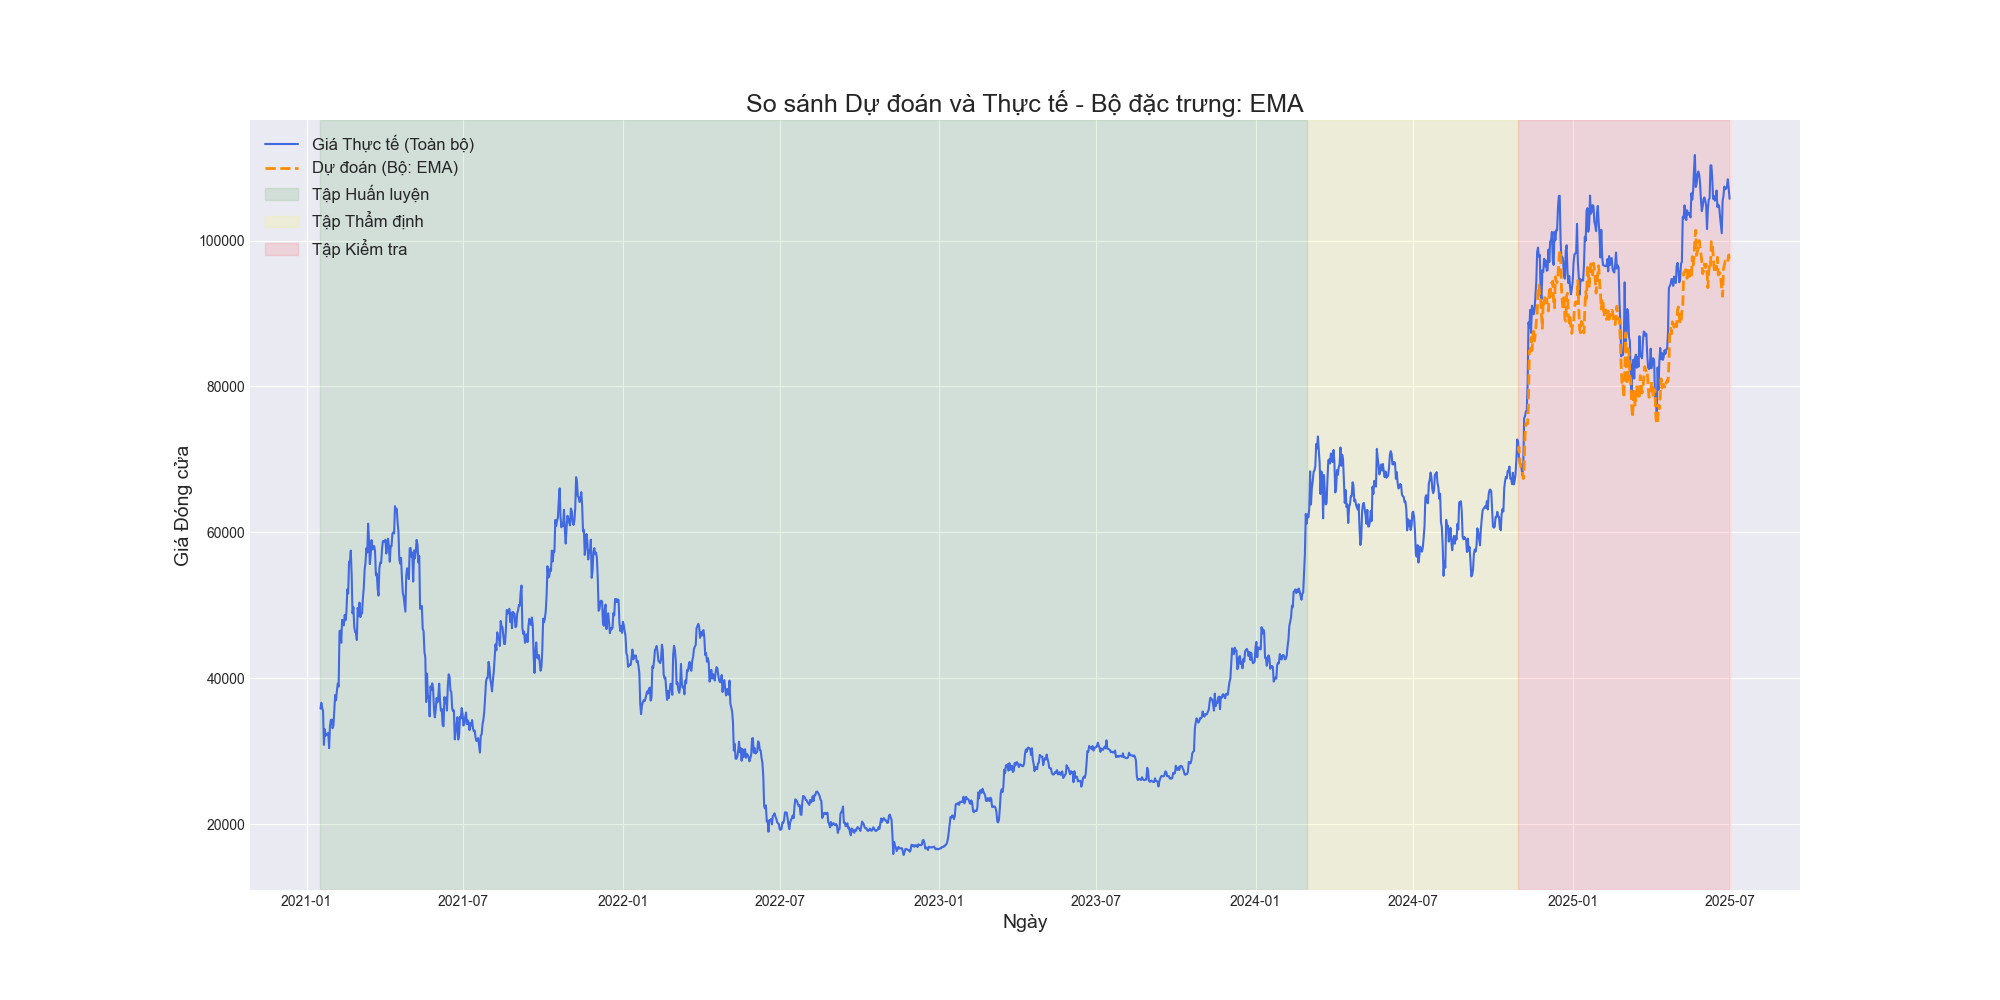 So sánh Dự đoán và Thực tế - Bộ đặc trưng: EMA
Giá Thực tế (Toàn bộ)
Dự đoán (Bộ: EMA)
Tập Huấn luyện
Tập Thẩm định
Tập Kiểm tra
Giá Đóng cửa
100000
80000
60000
40000
20000
2021-01 2021-07 2022-01 2022-07 2023-01 2023-07 2024-01 2024-07 2025-01 2025-07
Ngày